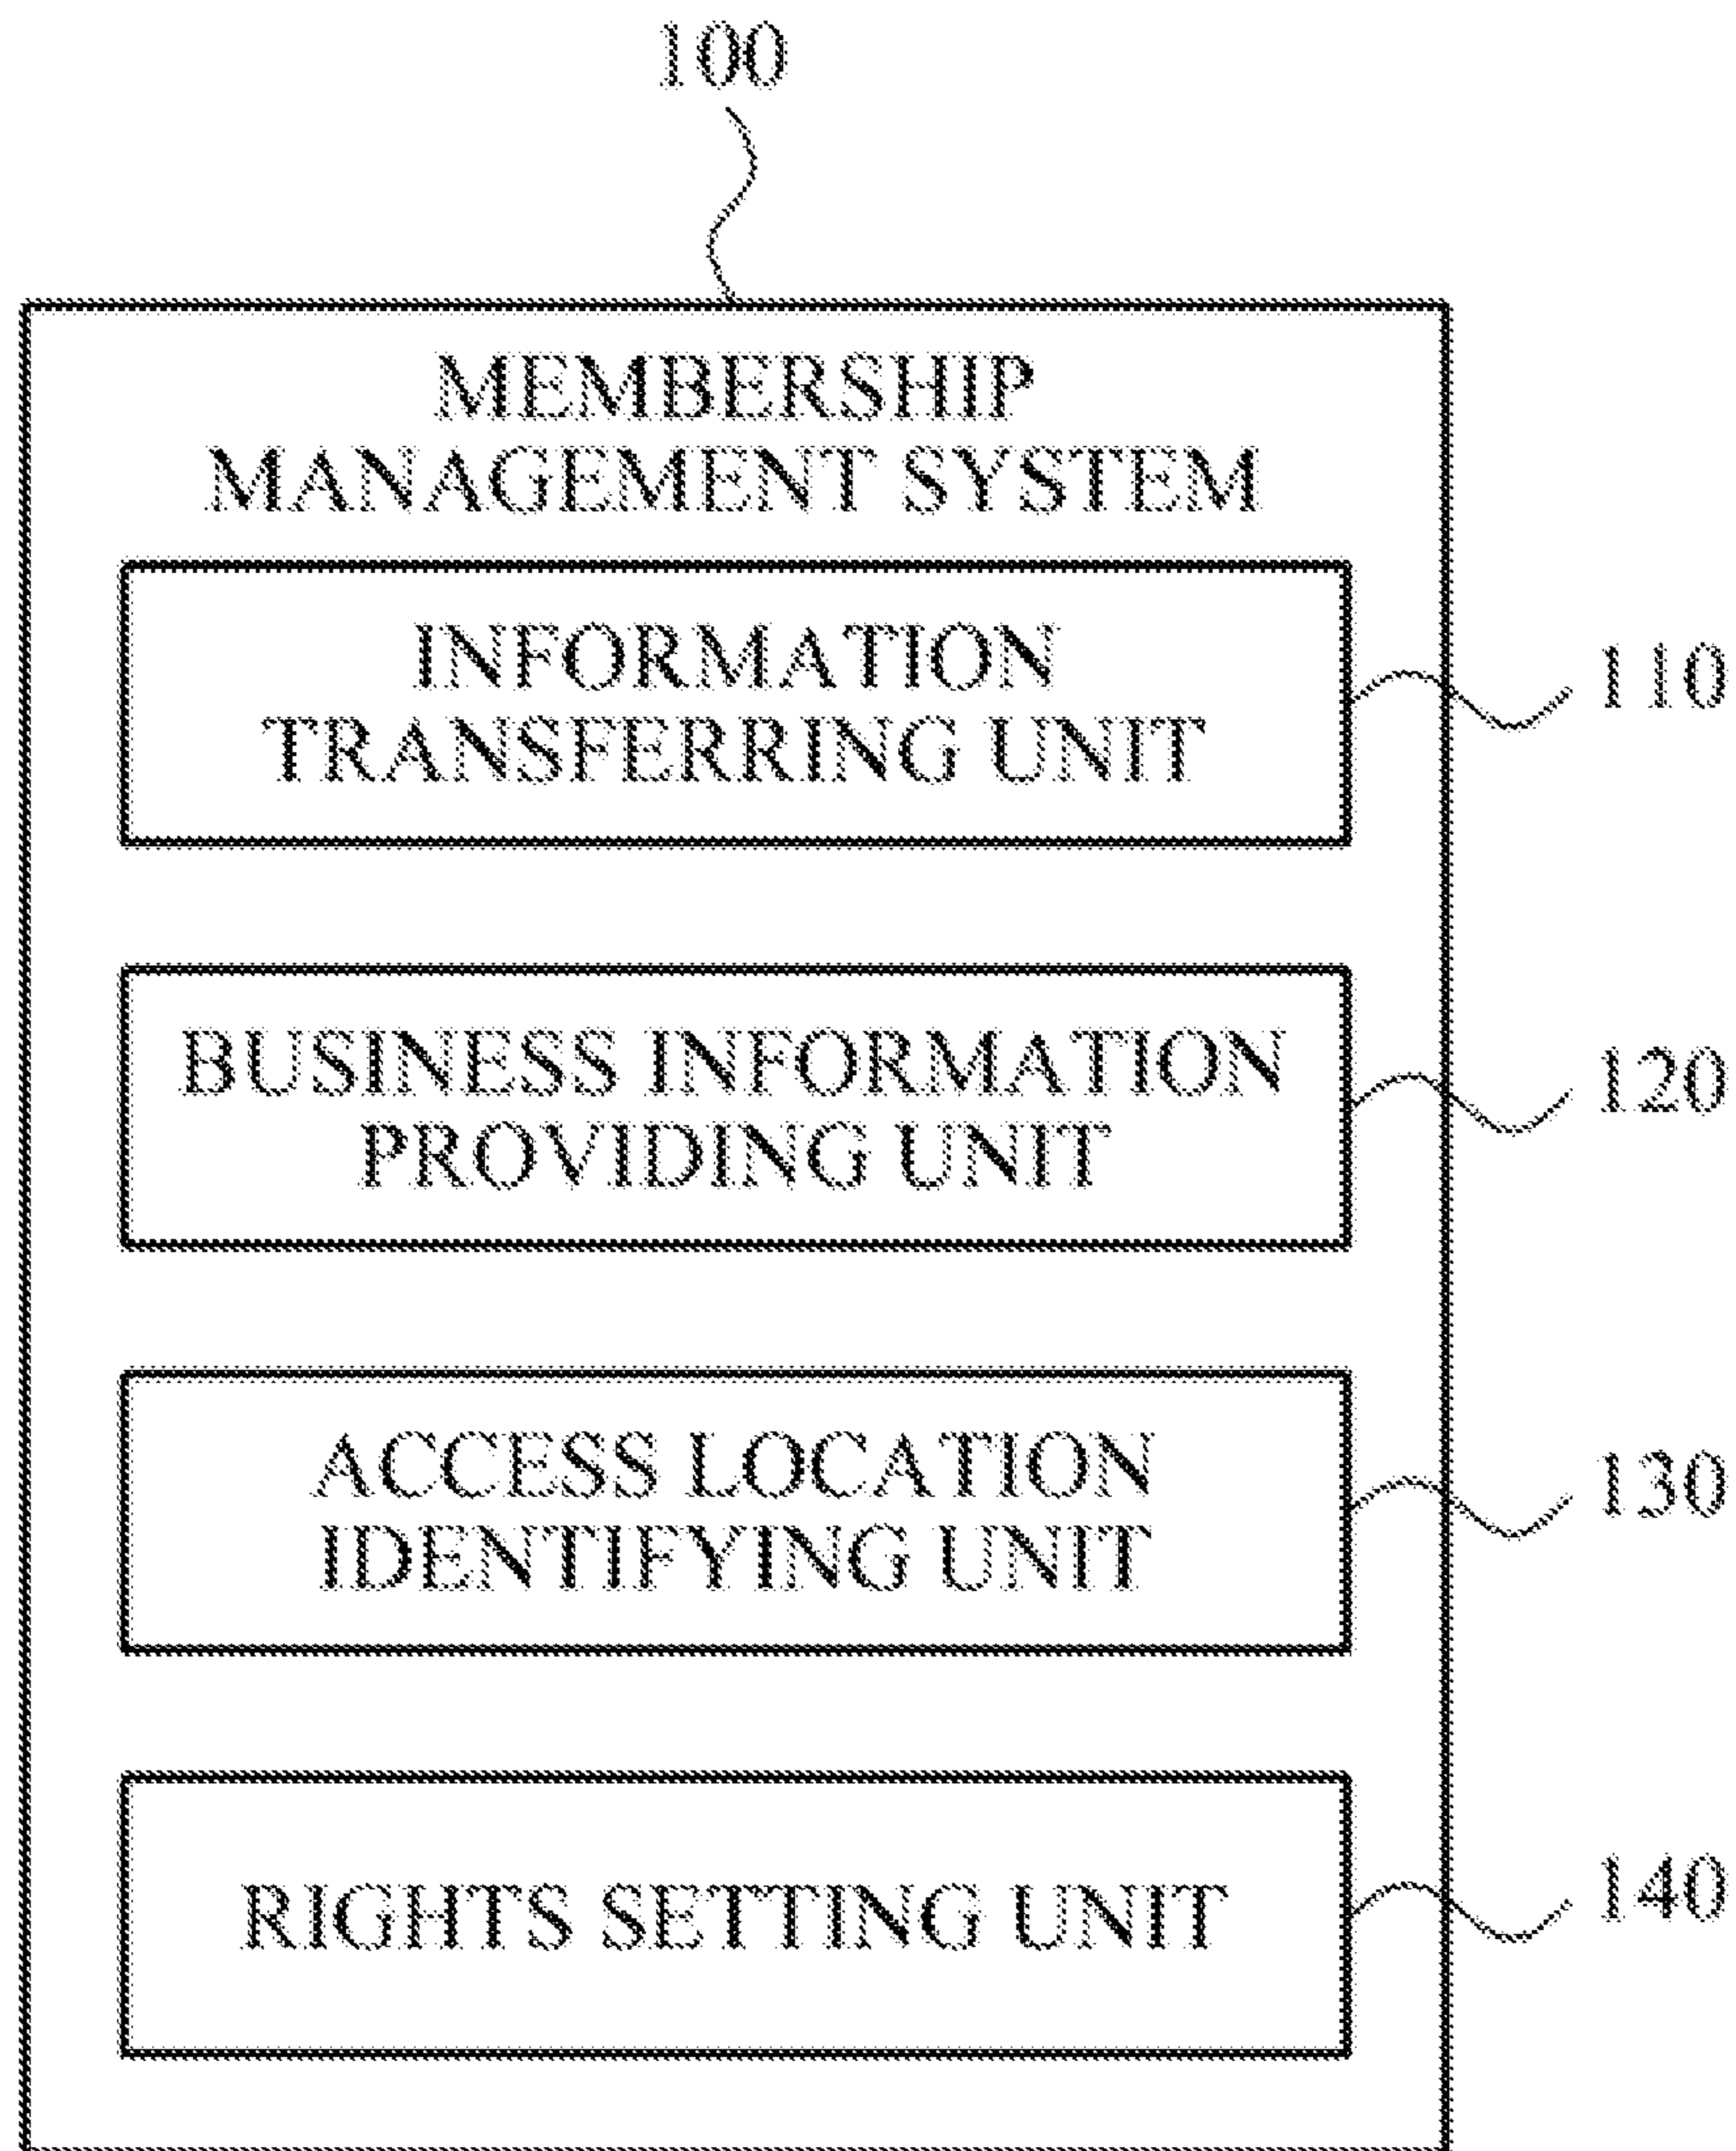 100
MEMBERSHIP
MANAGEMENT SYSTEM
INFORMATION
TRANSFERRING UNIT
110
BUSINESS INFORMATION
PROVIDING UNIT
120
ACCESS LOCATION
IDENTIFYING UNIT
130
RIGHTS SETTING UNIT
140